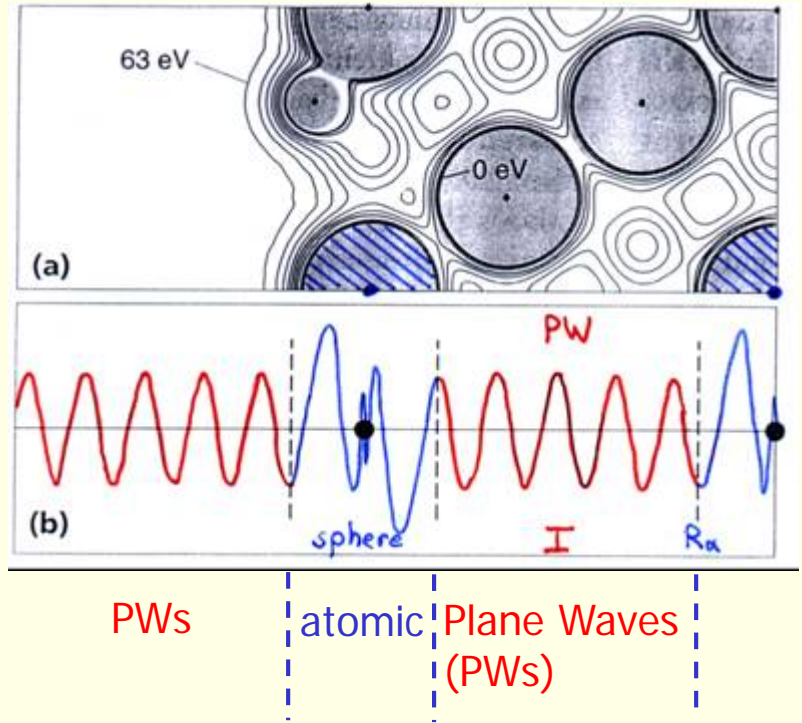 63 eV
0 eV
(a)
PW
(b)
sphere
I
Rα
PWs
atomic
Plane Waves
(PWs)